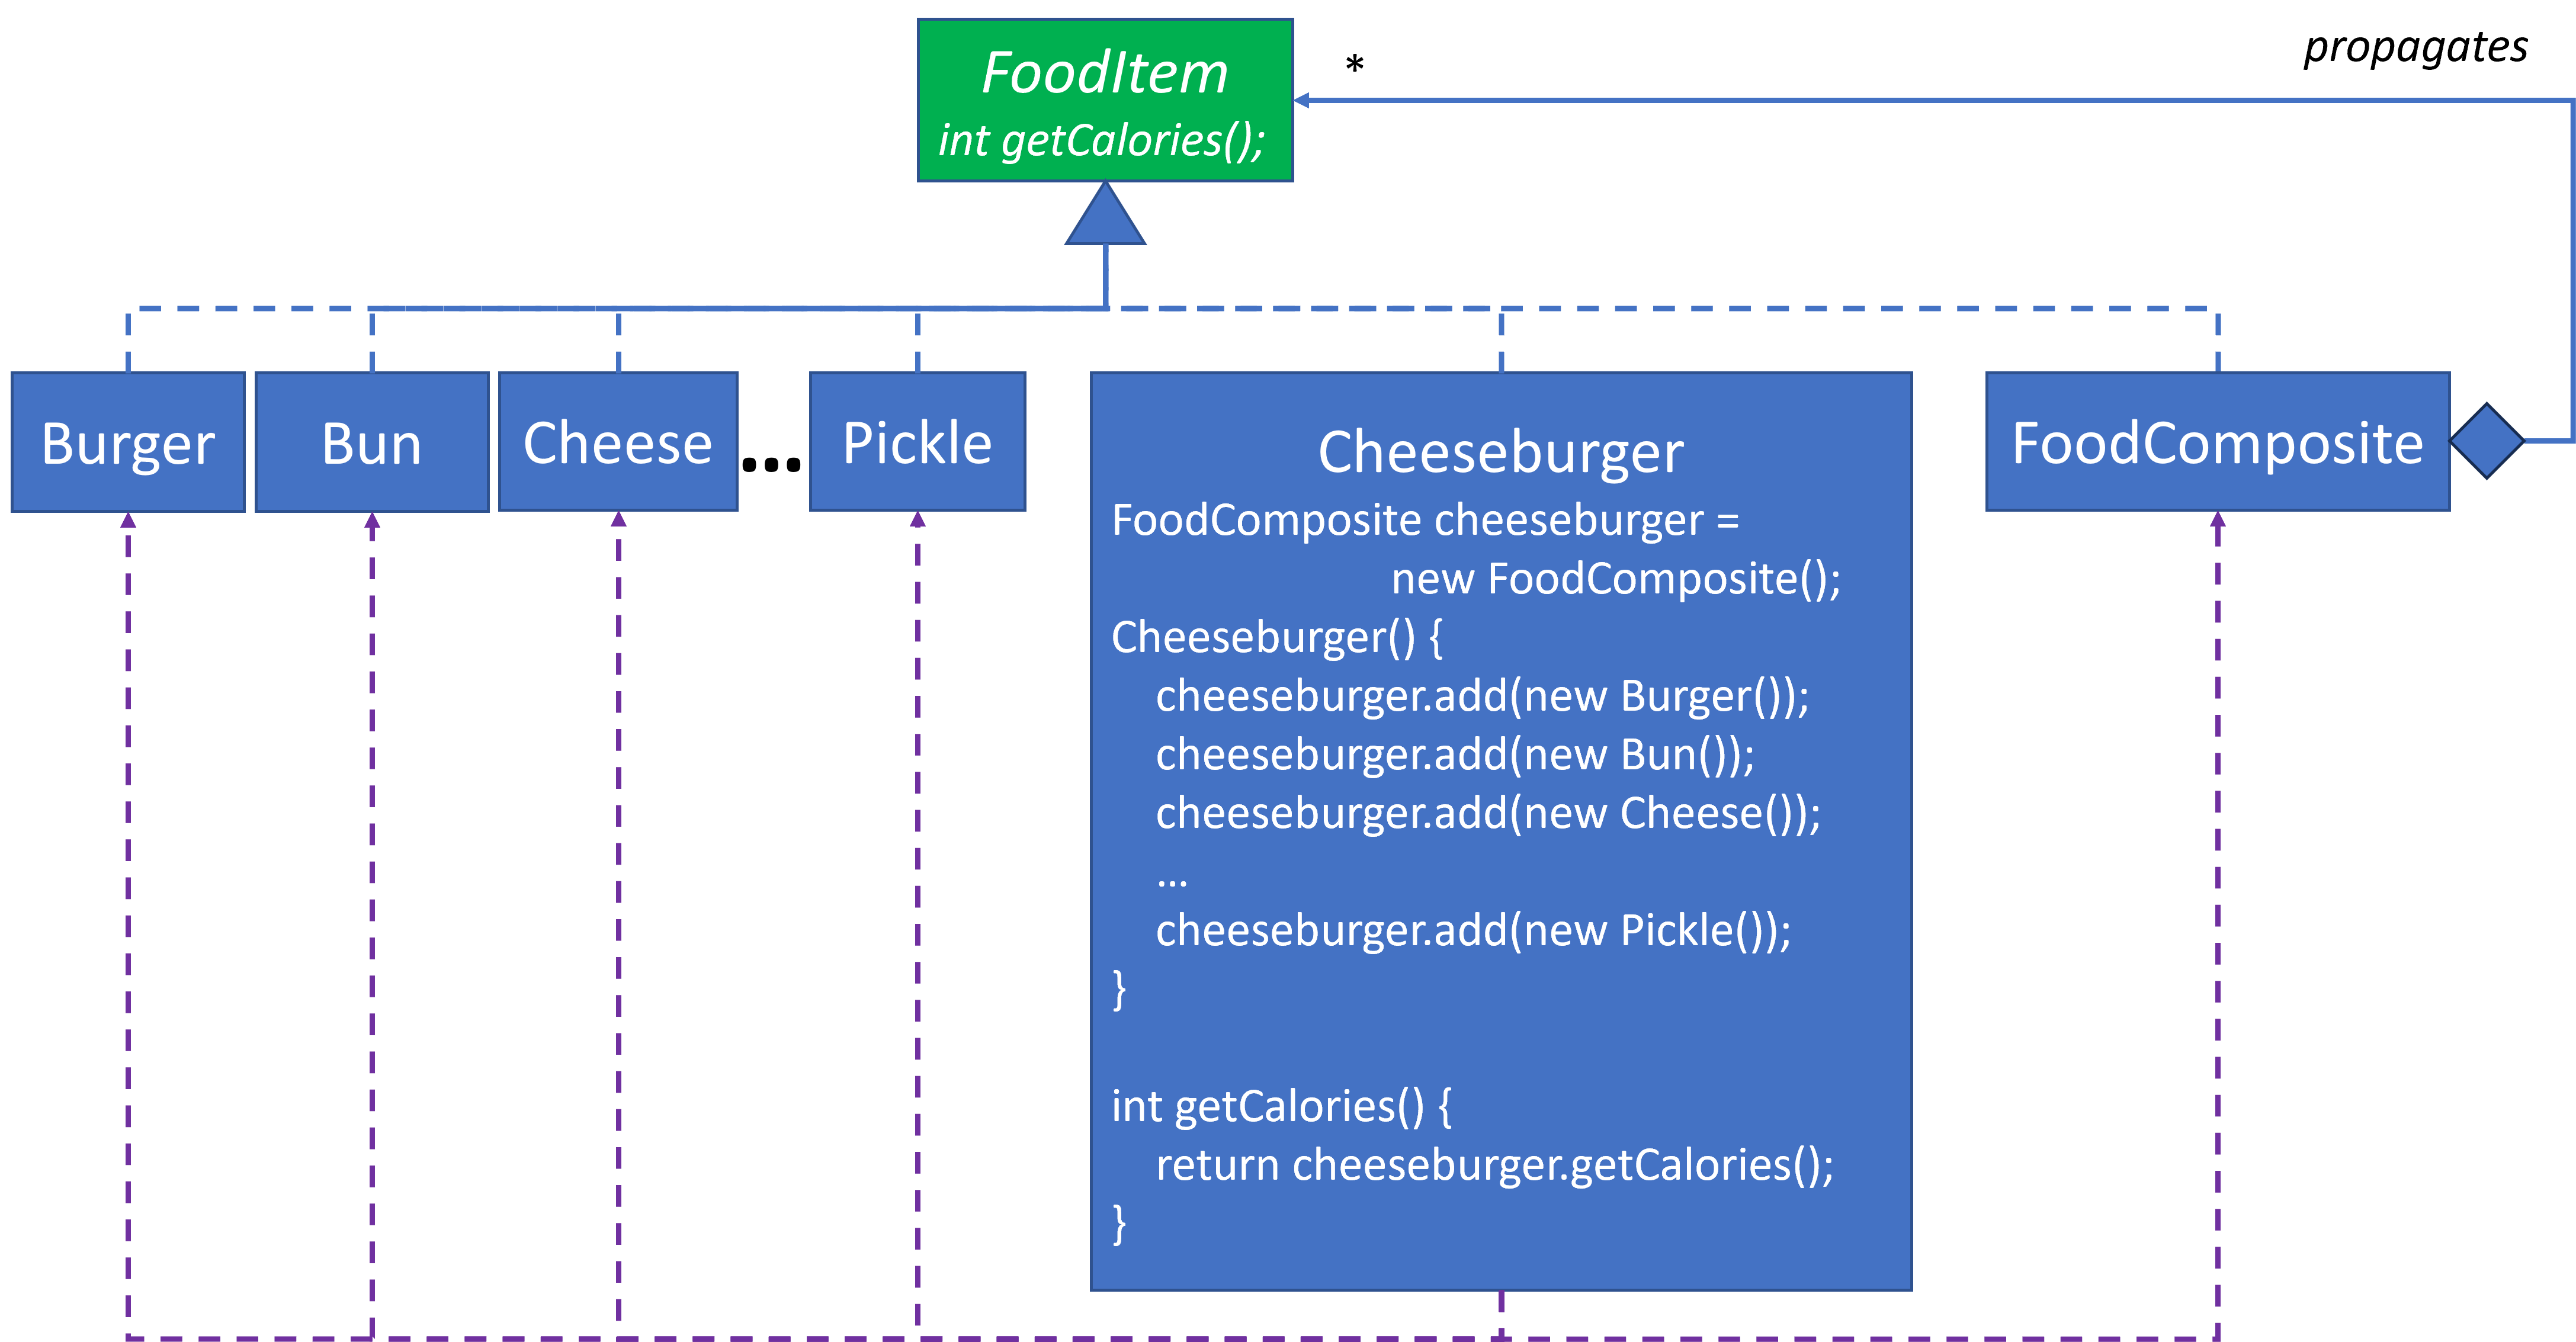 FoodItem
int getCalories();
*
propagates
Burger
Bun
Cheese
...
Pickle
Cheeseburger
FoodComposite cheeseburger =
new FoodComposite();
Cheeseburger() {
cheeseburger.add(new Burger());
cheeseburger.add(new Bun());
cheeseburger.add(new Cheese());
...
cheeseburger.add(new Pickle());
}
int getCalories() {
return cheeseburger.getCalories();
}
FoodComposite